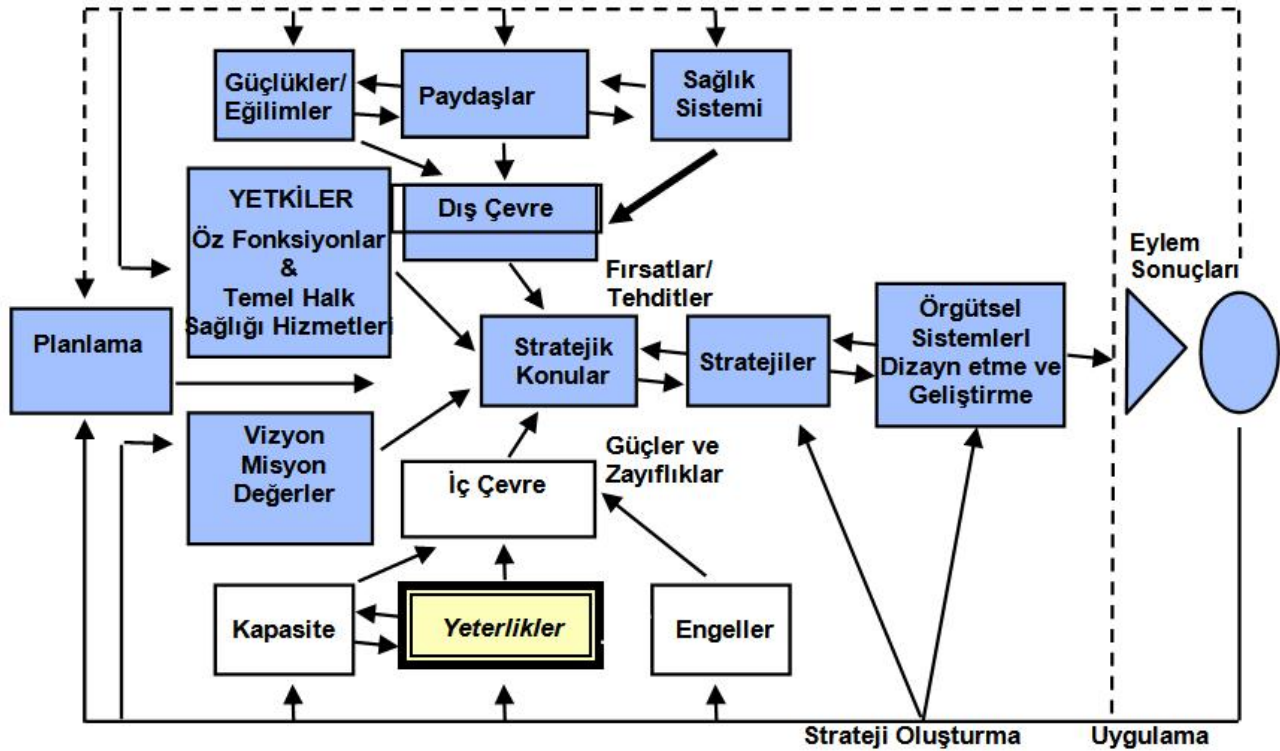 Güçlükler/
Eğilimler
Paydaşlar
Sağlık
Sistemi
YETKİLER
Öz Fonksiyonlar
&
Temel Halk
Sağlığı Hizmetleri
Dış Çevre
Fırsatlar/
Tehditler
Eylem
Sonuçları
Planlama
Stratejik
Konular
Stratejiler
Örgütsel
Sistemlerl
Dizayn etme ve
Geliştirme
Vizyon
Misyon
Değerler
Güçler ve
Zayıflıklar
İç Çevre
Kapasite
Yeterlikler
Engeller
Strateji Oluşturma
Uygulama